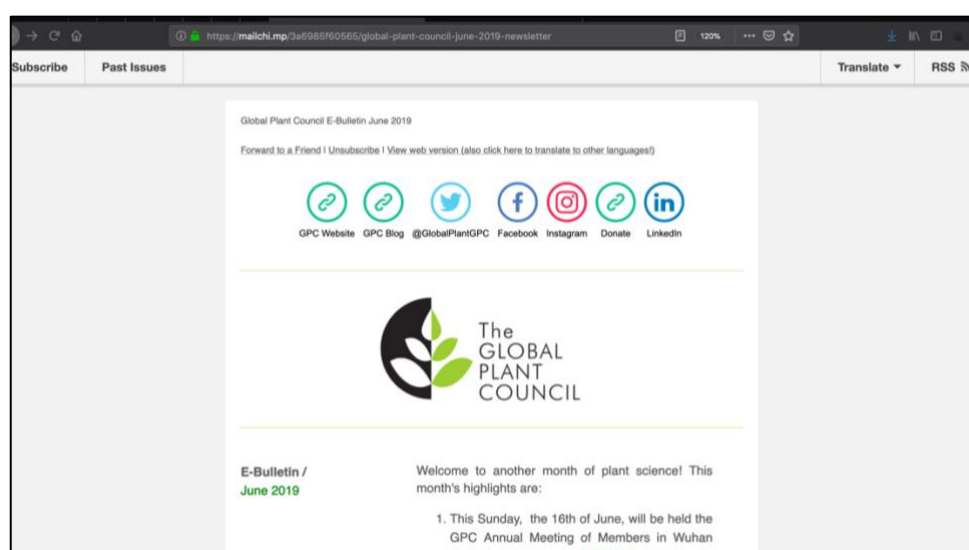 https://mailchi.mp/3a6985f60565/global-plant-council-june-2019-newsletter
120%
Subscribe
Past Issues
Translate
RSS
Global Plant Council E-Bulletin June 2019
Forward to a Friend I Unsubscribe I View web version (also click here to translate to other languages!)
GPC Website GPC Blog @GlobalPlantGPC Facebook Instagram Donate LinkedIn
The
GLOBAL
PLANT
COUNCIL
E-Bulletin /
June 2019
Welcome to another month of plant science! This
month's highlights are:
1. This Sunday, the 16th of June, will be held the
GPC Annual Meeting of Members in Wuhan